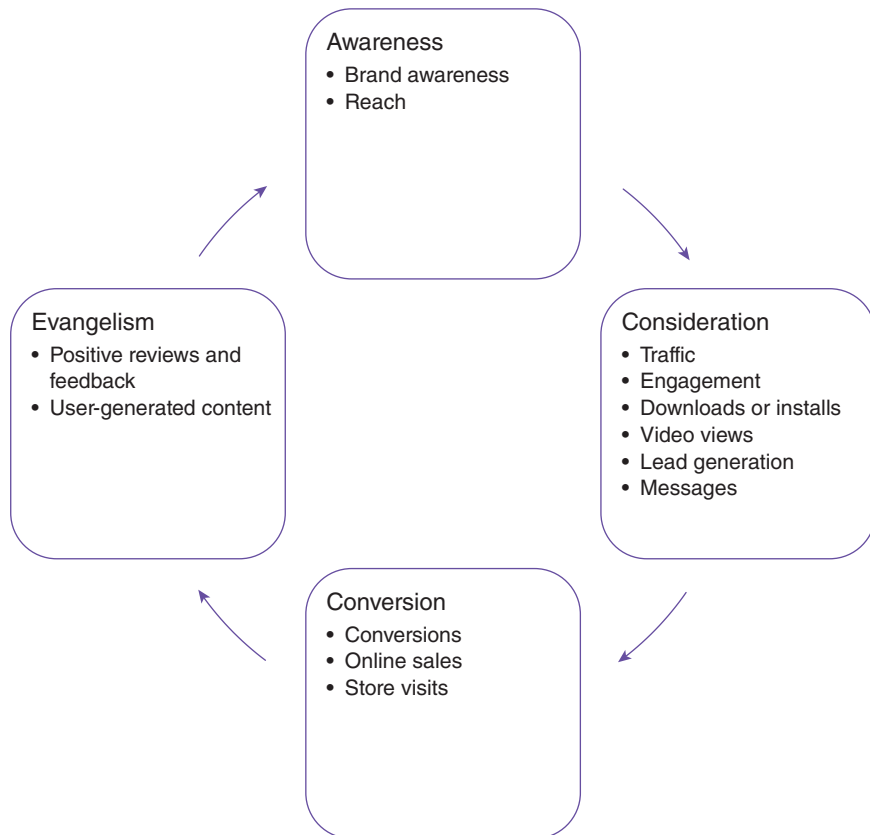 Awareness
• Brand awareness
• Reach
Evangelism
• Positive reviews and
feedback
• User-generated content
Consideration
• Traffic
• Engagement
• Downloads or installs
• Video views
• Lead generation
• Messages
Conversion
• Conversions
• Online sales
• Store visits